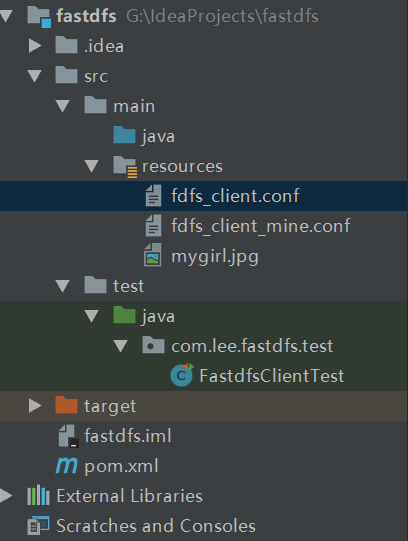 fastdfs G:\IdeaProjects\fastdfs
.idea
src
main
java
resources
fdfs_client.conf
fdfs_client_mine.conf
mygirl.jpg
test
java
com.lee.fastdfs.test
FastdfsClientTest
target
fastdfs.iml
pom.xml
External Libraries
Scratches and Consoles